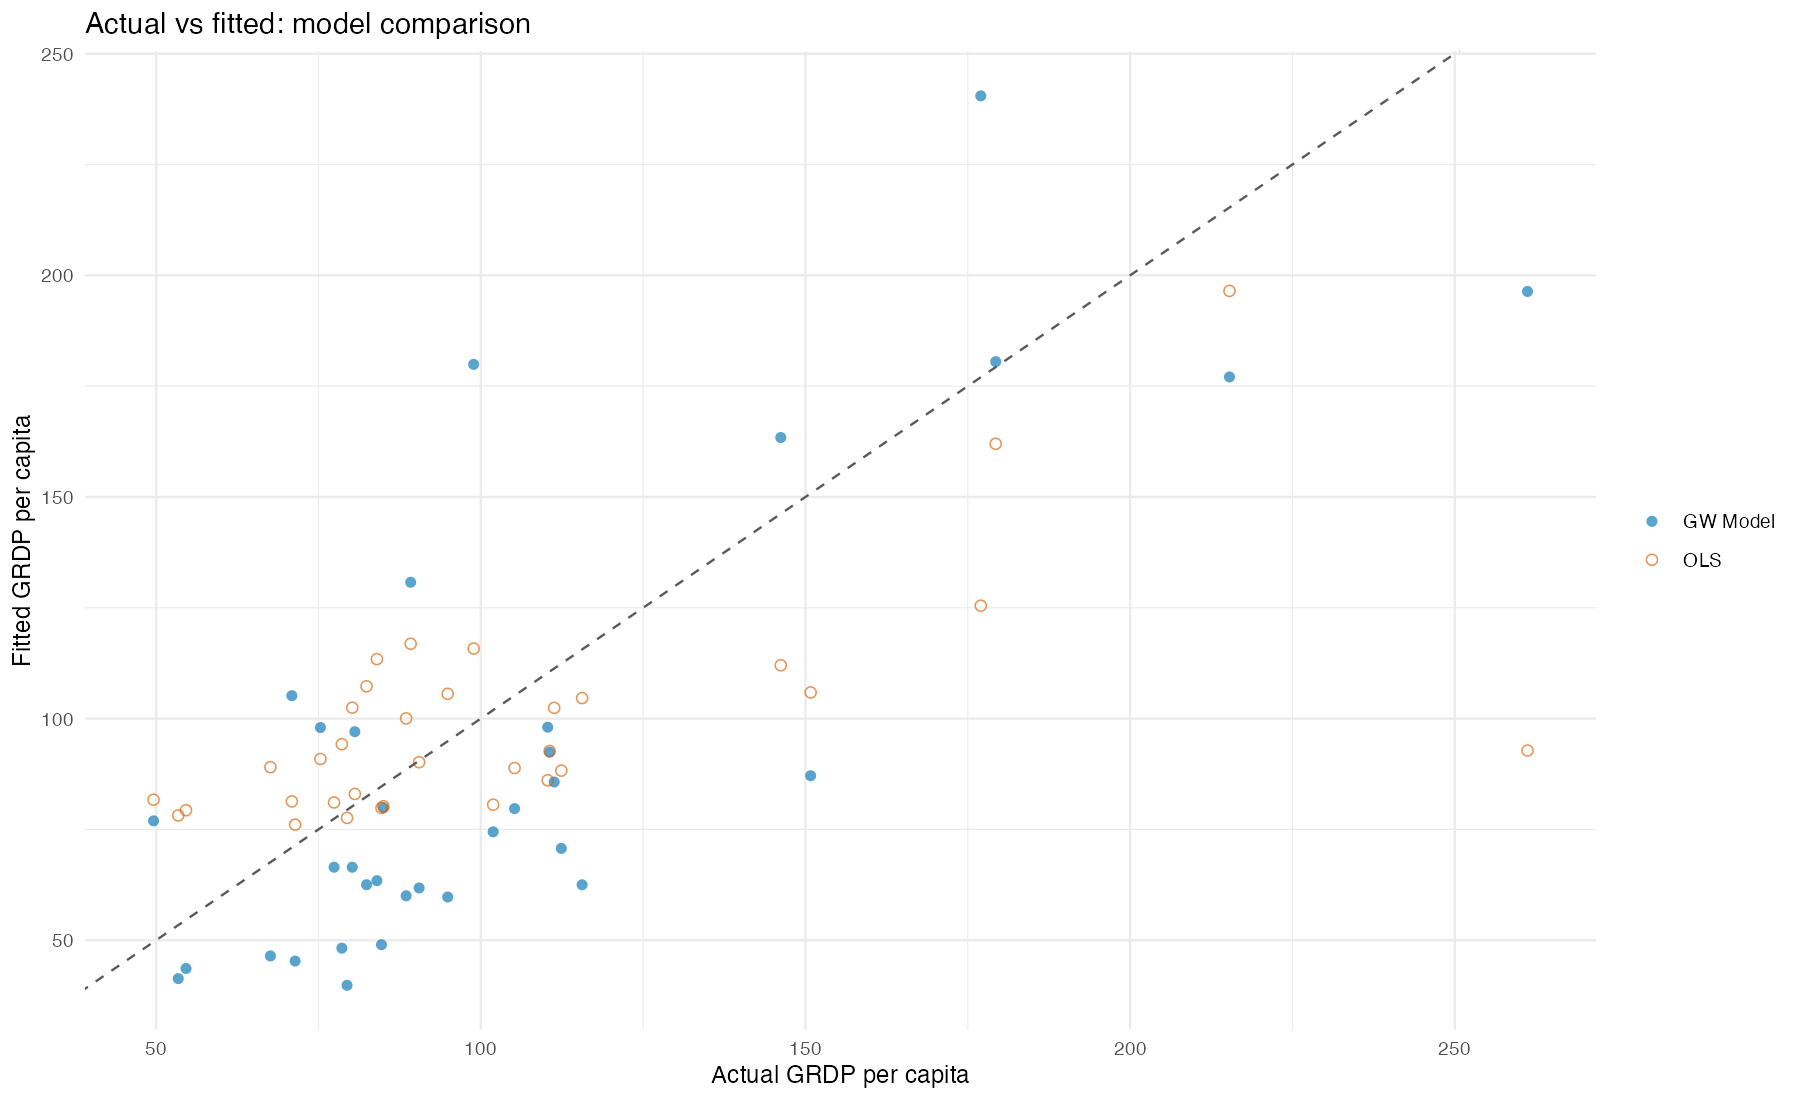 Actual vs fitted: model comparison
250
200
150
100
50
Fitted GRDP per capita
50 100 150 200 250
Actual GRDP per capita
GW Model
OLS